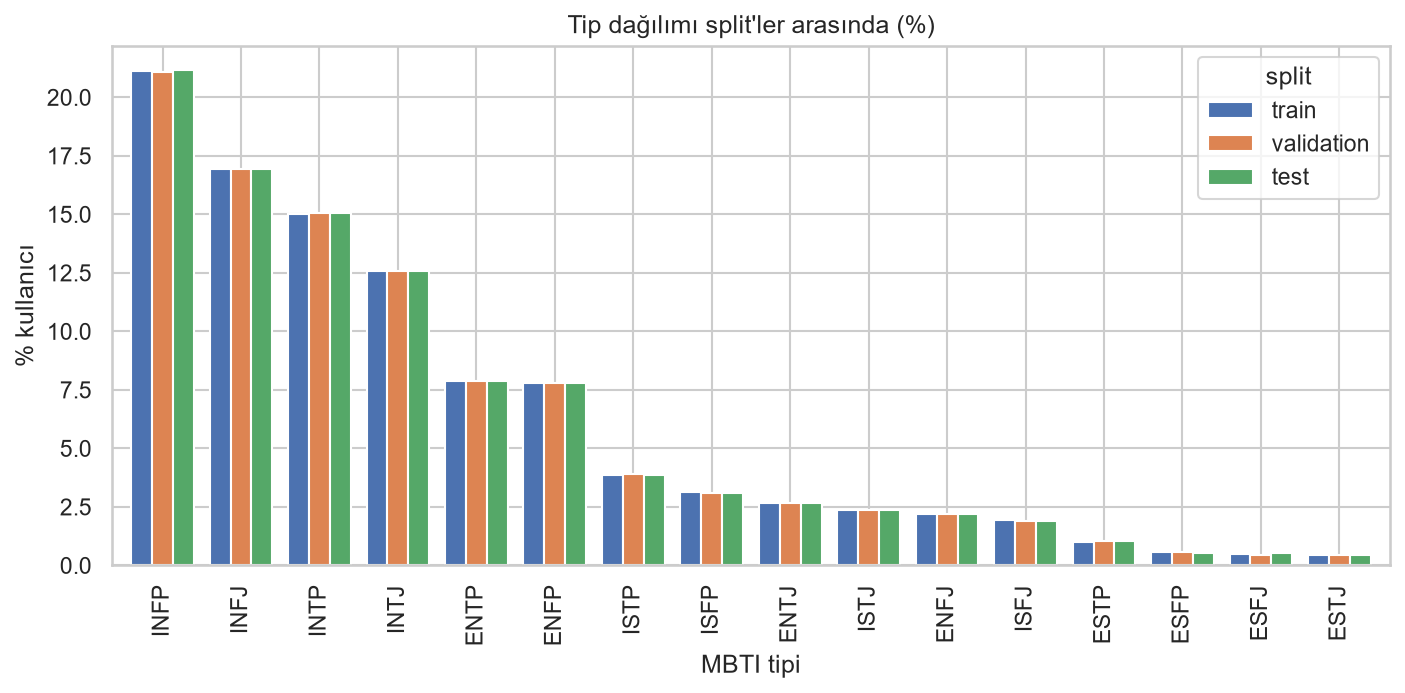 Tip dağılımı split'ler arasında (%)
split
train
validation
test
% kullanıcı
20.0
17.5
15.0
12.5
10.0
7.5
5.0
2.5
0.0
INFP
INFJ
INTP
INTJ
ENTP
ENFP
ISTP
ISFP
ENTJ
ISTJ
ENFJ
ISFJ
ESTP
ESFP
ESFJ
ESTJ
MBTI tipi